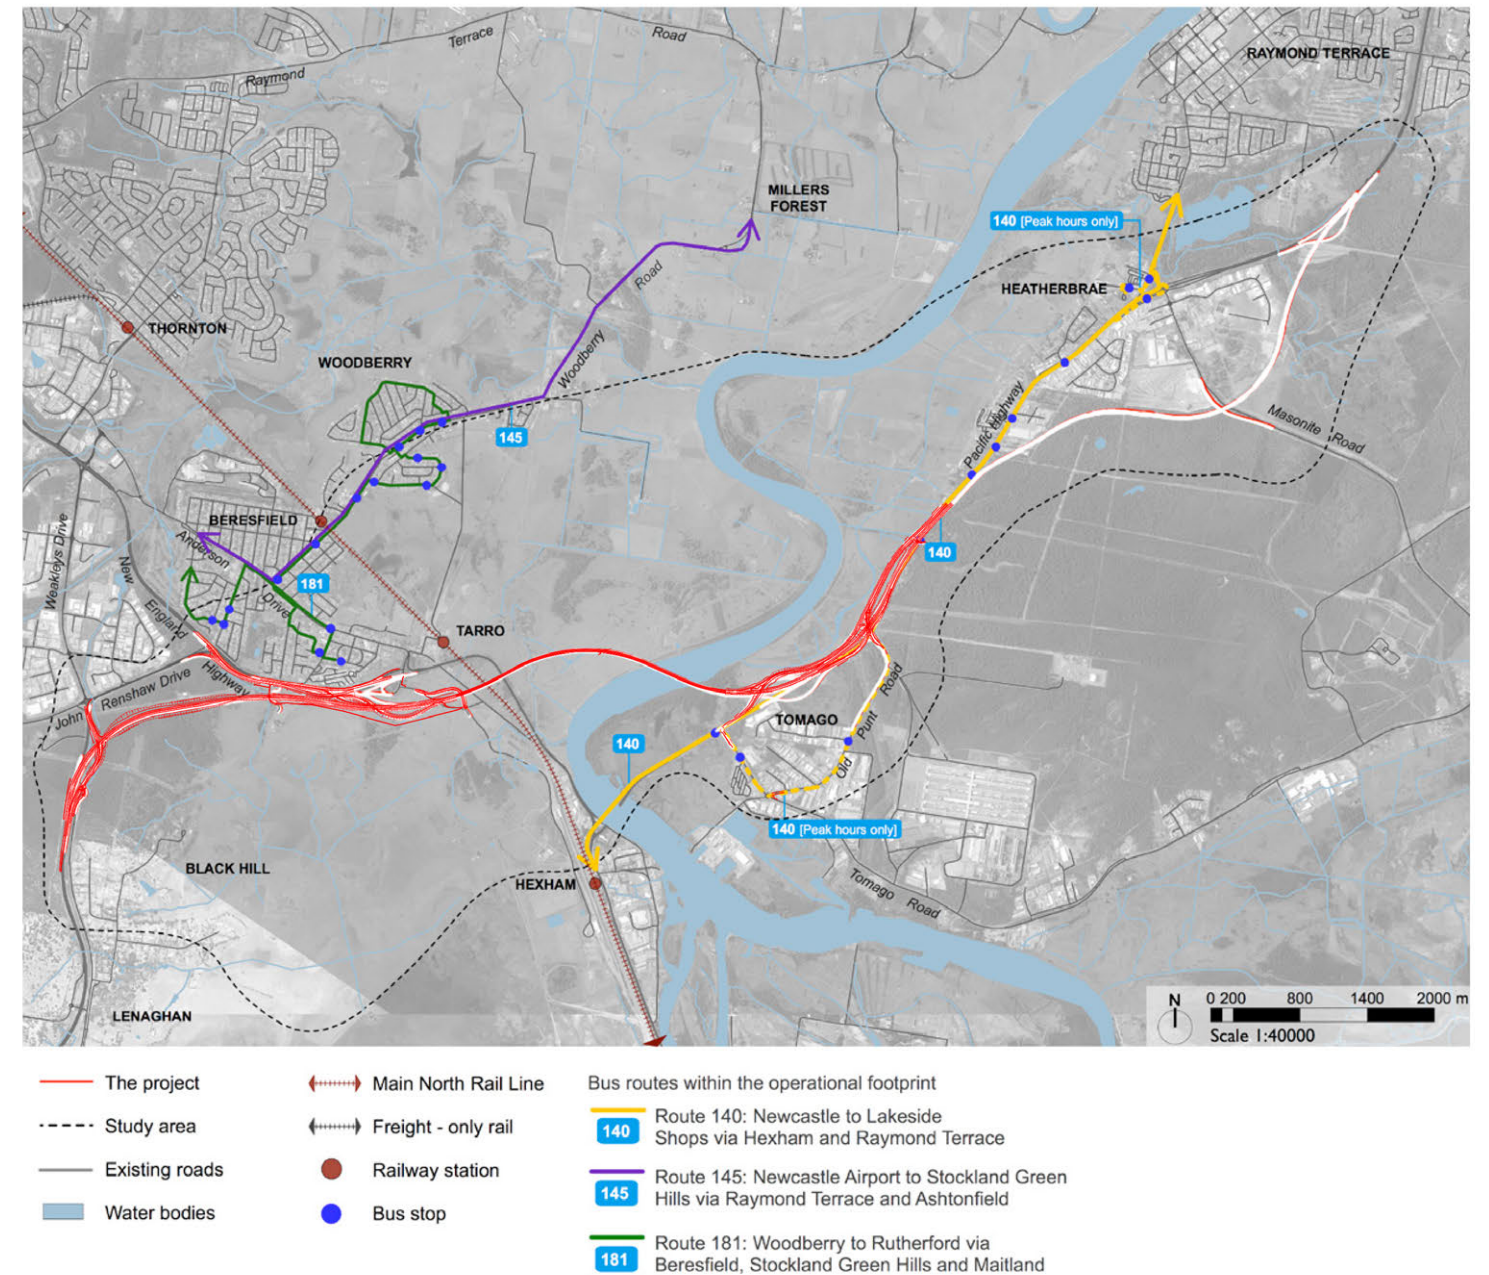 Terrace
Road
RAYMOND TERRACE
Raymond
MILLERS
FOREST
140 [Peak hours only]
HEATHERBRAE
Road
THORNTON
WOODBERRY
Woodberry
145
Pacific Highway
Masonite Road
BERESFIELD
Anderson
Drive
Weakleys Drive
New
England
Highway
181
140
TARRO
John Renshaw Drive
TOMAGO
Old Punt Road
140
140 [Peak hours only]
BLACK HILL
HEXHAM
Tomago Road
LENAGHAN
N
0 200 800 1400 2000 m
Scale 1:40000
The project
Study area
Existing roads
Water bodies
Main North Rail Line
Freight - only rail
Railway station
Bus stop
Bus routes within the operational footprint
140
Route 140: Newcastle to Lakeside
Shops via Hexham and Raymond Terrace
145
Route 145: Newcastle Airport to Stockland Green
Hills via Raymond Terrace and Ashtonfield
181
Route 181: Woodberry to Rutherford via
Beresfield, Stockland Green Hills and Maitland